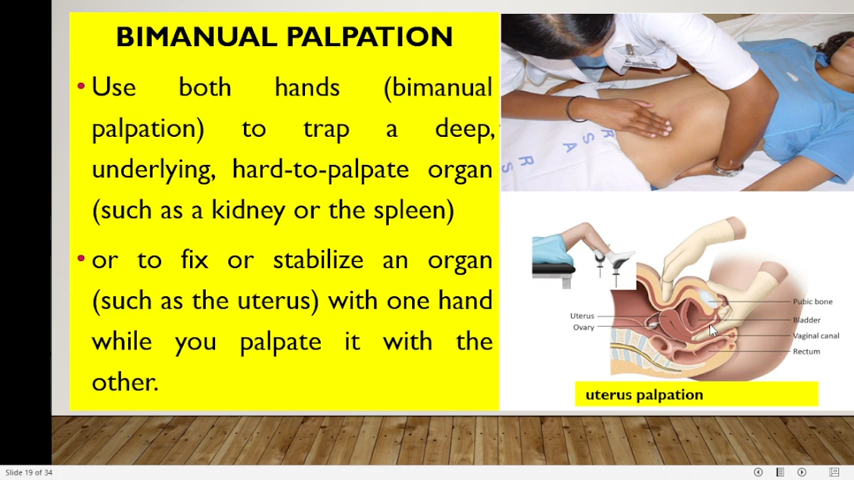 BIMANUAL PALPATION
• Use both hands (bimanual
palpation) to trap a deep,
underlying, hard-to-palpate organ
(such as a kidney or the spleen)
• or to fix or stabilize an organ
(such as the uterus) with one hand
while you palpate it with the
other.
R S
A
S
Uterus
Ovary
Pubic bone
Bladder
Vaginal canal
Rectum
uterus palpation
Slide 19 of 34